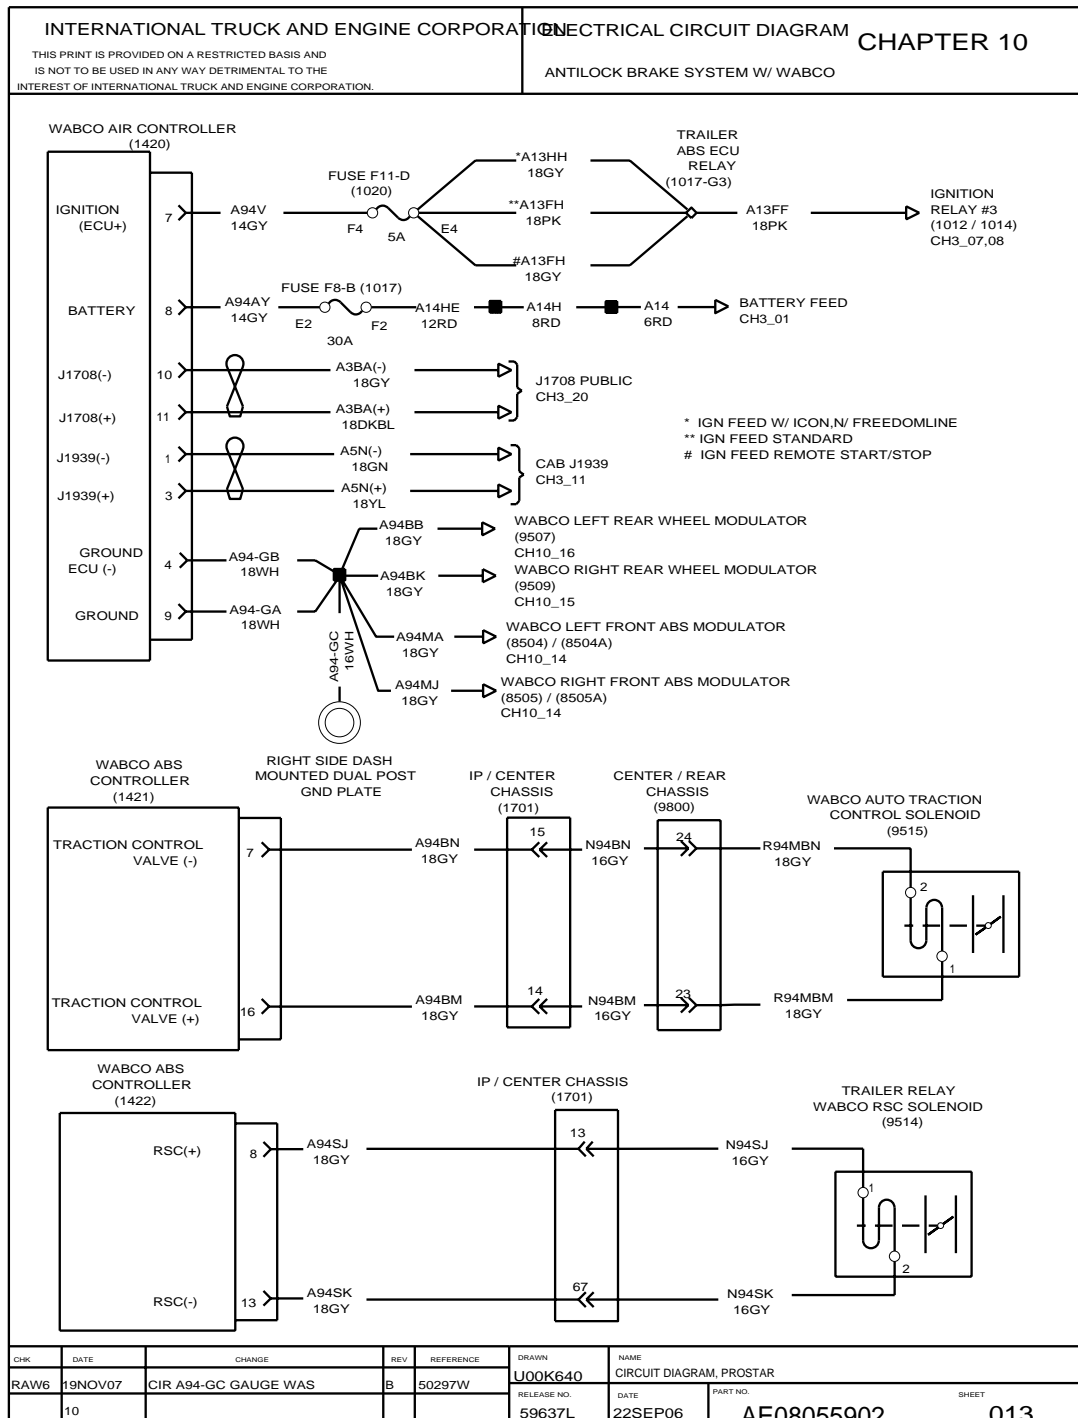 INTERNATIONAL TRUCK AND ENGINE CORPORATION
THIS PRINT IS PROVIDED ON A RESTRICTED BASIS AND
IS NOT TO BE USED IN ANY WAY DETRIMENTAL TO THE
INTEREST OF INTERNATIONAL TRUCK AND ENGINE CORPORATION.
ELECTRICAL CIRCUIT DIAGRAM
CHAPTER 10
ANTILOCK BRAKE SYSTEM W/ WABCO
WABCO AIR CONTROLLER
(1420)
IGNITION
(ECU+)
7
A94V
14GY
FUSE F11-D
(1020)
F4
5A
E4
*A13HH
18GY
**A13FH
18PK
#A13FH
18GY
TRAILER
ABS ECU
RELAY
(1017-G3)
A13FF
18PK
IGNITION
RELAY #3
(1012 / 1014)
CH3_07,08
BATTERY
8
A94AY
14GY
FUSE F8-B (1017)
E2
30A
F2
A14HE
12RD
A14H
8RD
A14
6RD
BATTERY FEED
CH3_01
J1708(-)
10
A3BA(-)
18GY
J1708(+)
11
A3BA(+)
18DKBL
J1708 PUBLIC
CH3_20
* IGN FEED W/ ICON,N/ FREEDOMLINE
** IGN FEED STANDARD
# IGN FEED REMOTE START/STOP
J1939(-)
1
A5N(-)
18GN
J1939(+)
3
A5N(+)
18YL
CAB J1939
CH3_11
GROUND
ECU (-)
4
A94-GB
18WH
GROUND
9
A94-GA
18WH
A94-GC
16WH
A94BB
18GY
WABCO LEFT REAR WHEEL MODULATOR
(9507)
CH10_16
A94BK
18GY
WABCO RIGHT REAR WHEEL MODULATOR
(9509)
CH10_15
A94MA
18GY
WABCO LEFT FRONT ABS MODULATOR
(8504) / (8504A)
CH10_14
A94MJ
18GY
WABCO RIGHT FRONT ABS MODULATOR
(8505) / (8505A)
CH10_14
RIGHT SIDE DASH
MOUNTED DUAL POST
GND PLATE
WABCO ABS
CONTROLLER
(1421)
IP / CENTER
CHASSIS
(1701)
CENTER / REAR
CHASSIS
(9800)
WABCO AUTO TRACTION
CONTROL SOLENOID
(9515)
TRACTION CONTROL
VALVE (-)
7
A94BN
18GY
15
N94BN
16GY
24
R94MBN
18GY
2
1
TRACTION CONTROL
VALVE (+)
16
A94BM
18GY
14
N94BM
16GY
23
R94MBM
18GY
WABCO ABS
CONTROLLER
(1422)
IP / CENTER CHASSIS
(1701)
TRAILER RELAY
WABCO RSC SOLENOID
(9514)
RSC(+)
8
A94SJ
18GY
13
N94SJ
16GY
1
2
RSC(-)
13
A94SK
18GY
67
N94SK
16GY
CHK
DATE
CHANGE
REV
REFERENCE
DRAWN
NAME
RAW6
19NOV07
CIR A94-GC GAUGE WAS
B
50297W
U00K640
CIRCUIT DIAGRAM, PROSTAR
10
RELEASE NO.
59637L
DATE
22SEP06
PART NO.
AE08055902
SHEET
013